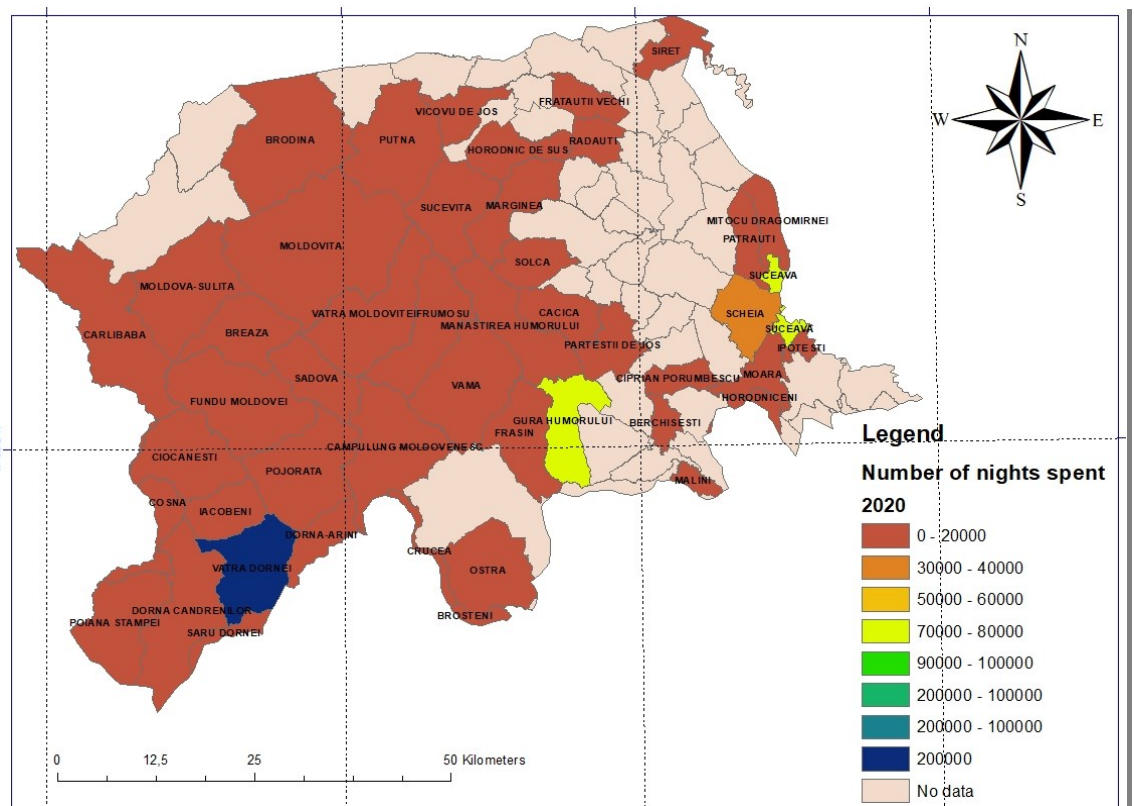 SIRET
N
W
E
S
VICOVU DE JOS
FRATAUTII VECHI
BRODINA
PUTNA
HORODNIC DE SUS
RADAUTI
SUCEVITA
MARGINEA
MITOCU DRAGOMIRNEI
PATRAUTI
MOLDOVITA
SOLCA
SUCEAVA
MOLDOVA-SULITA
VATRA MOLDOVITEI
FRUMOSU
CACICA
SCHEIA
CARLIBABA
BREAZA
MANASTIREA HUMORULUI
SUCEAVA
PARTESTII DE JOS
IPOTESTI
SADOVA
VAMA
CIPRIAN PORUMBESCU
MOARA
FUNDU MOLDOVEI
HORODNICENI
GURA HUMORULUI
BERCHISESTI
FRASIN
CAMPULUNG MOLDOVENESC
CIOCANESTI
POJORATA
MALINI
COSNA
IACOBENI
DORNA-ARINI
CRUCEA
VATRA DORNEI
OSTRA
DORNA CANDRENILOR
BROSTENI
POIANA STAMPEI
SARU DORNEI
Legend
Number of nights spent
2020
0 - 20000
30000 - 40000
50000 - 60000
70000 - 80000
90000 - 100000
200000 - 100000
200000 - 100000
200000
No data
0 12,5 25 50 Kilometers